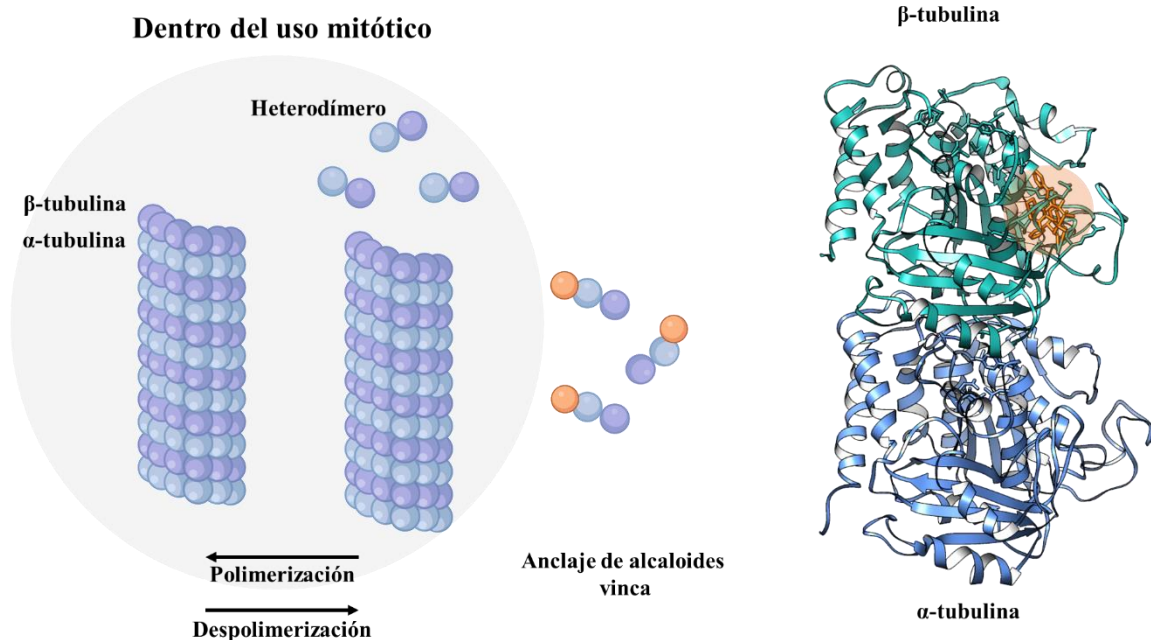 Dentro del uso mitótico
Heterodímero
β-tubulina
α-tubulina
Polimerización
Despolimerización
Anclaje de alcaloides
vinca
β-tubulina
α-tubulina